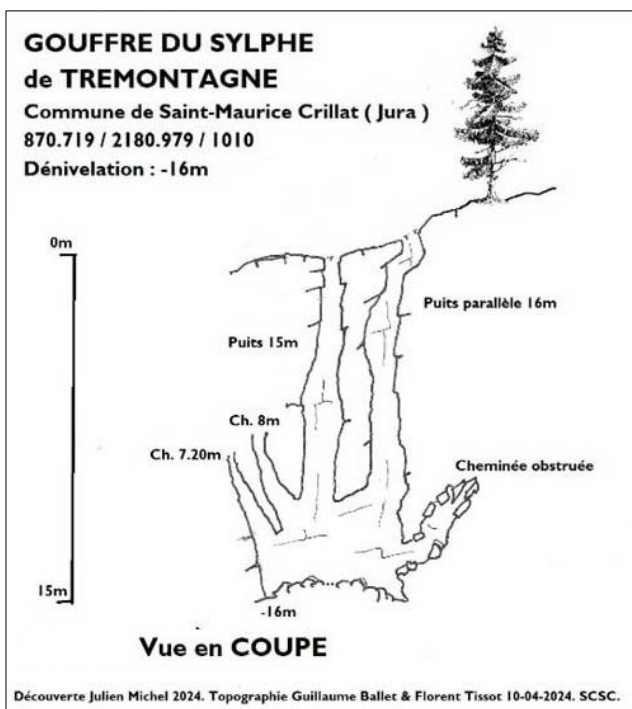 GOUFFRE DU SYLPHE
de TREMONTAGNE
Commune de Saint-Maurice Crillat ( Jura )
870.719 / 2180.979 / 1010
Dénivelation : -16m
0m
Puits parallèle 16m
Puits 15m
Ch. 8m
Ch. 7.20m
Cheminée obstruée
15m
-16m
Vue en COUPE
Découverte Julien Michel 2024. Topographie Guillaume Ballet & Florent Tissot 10-04-2024. SCSC.